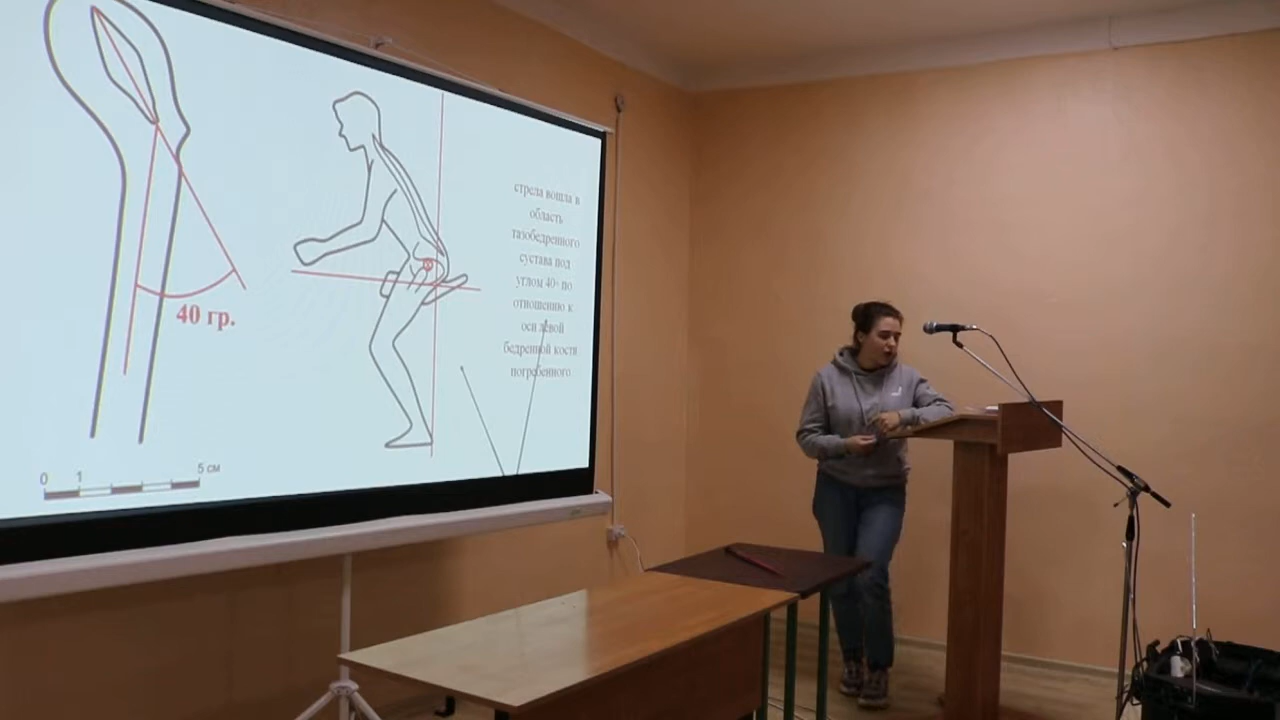 40 гр.
0 1 5 см
стрела вошла в
область
тазобедренного
сустава под
углом 40◦ по
отношению к
оси левой
бедренной кости
погребенного